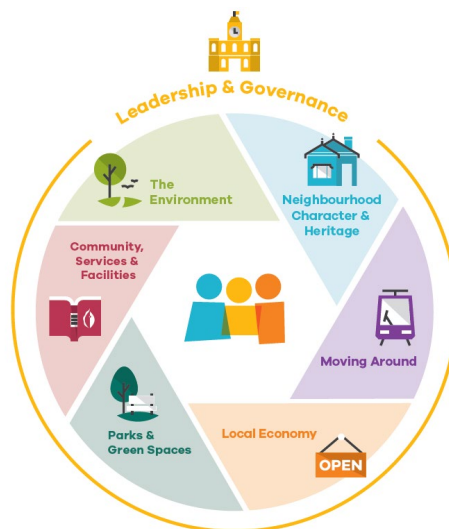 Leadership & Governance
The
Environment
Neighbourhood
Character &
Heritage
Community,
Services &
Facilities
Moving Around
Parks &
Green Spaces
Local Economy
OPEN